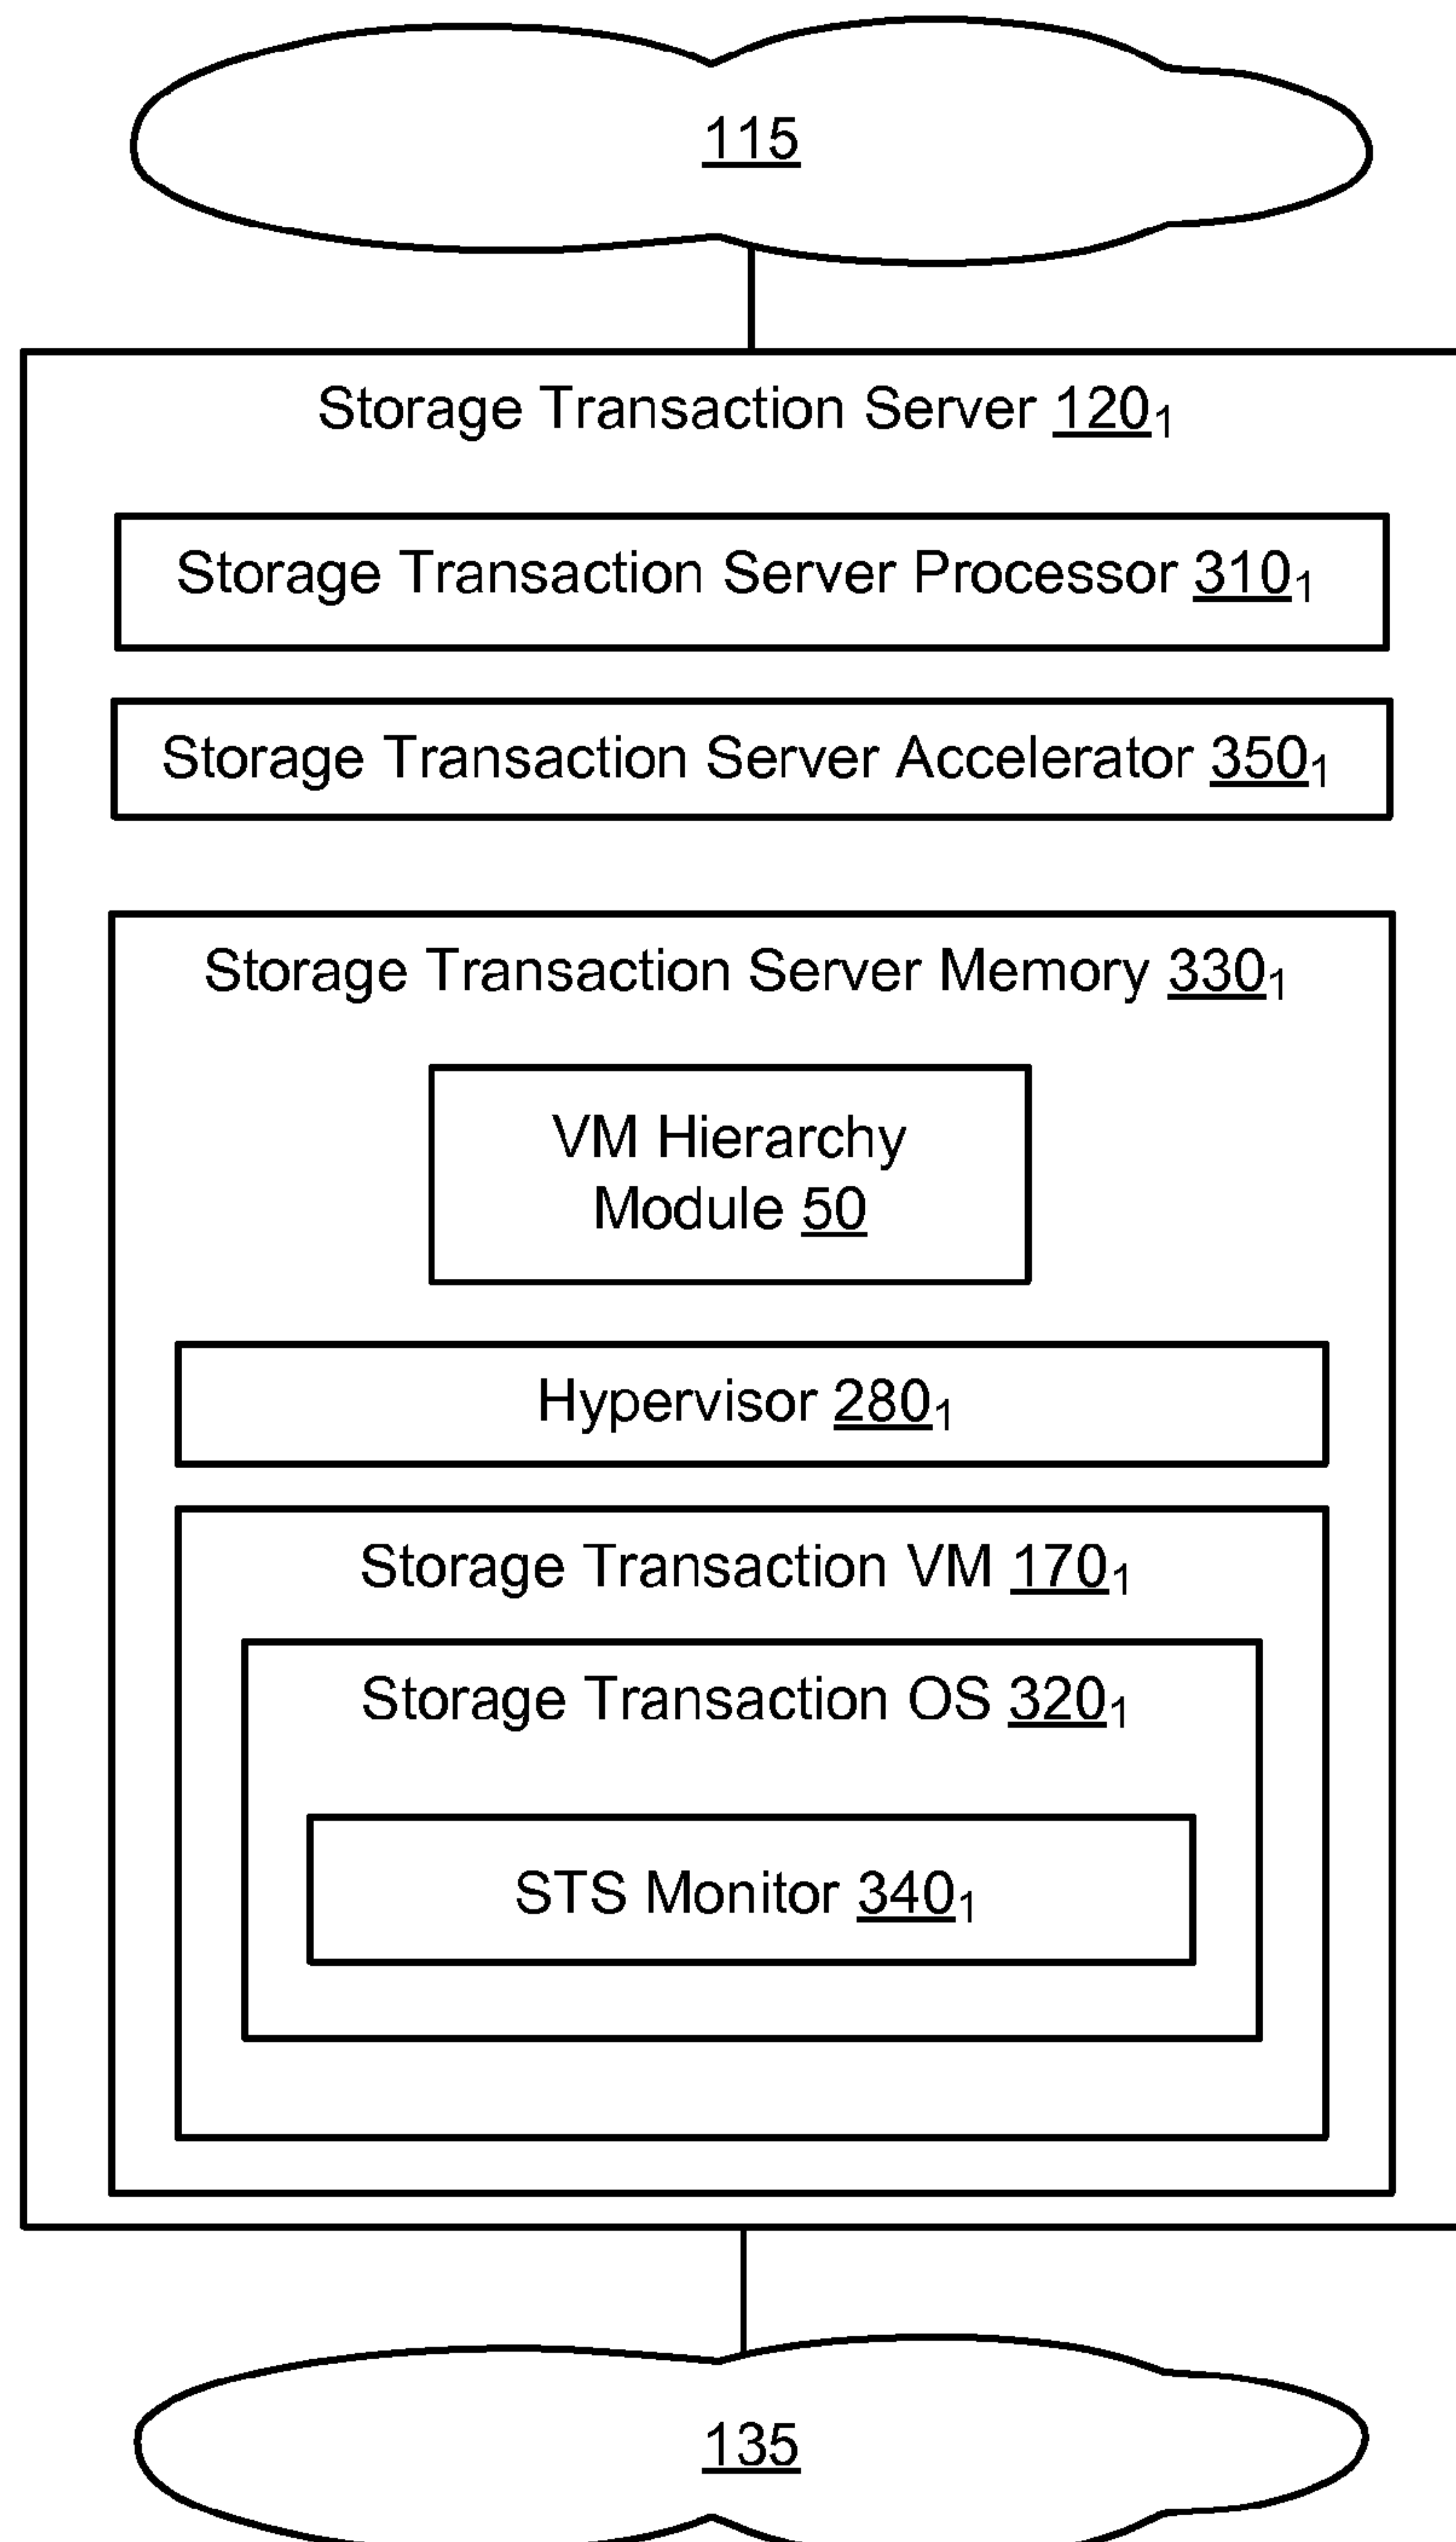 115
Storage Transaction Server 120₁
Storage Transaction Server Processor 310₁
Storage Transaction Server Accelerator 350₁
Storage Transaction Server Memory 330₁
VM Hierarchy
Module 50
Hypervisor 280₁
Storage Transaction VM 170₁
Storage Transaction OS 320₁
STS Monitor 340₁
135